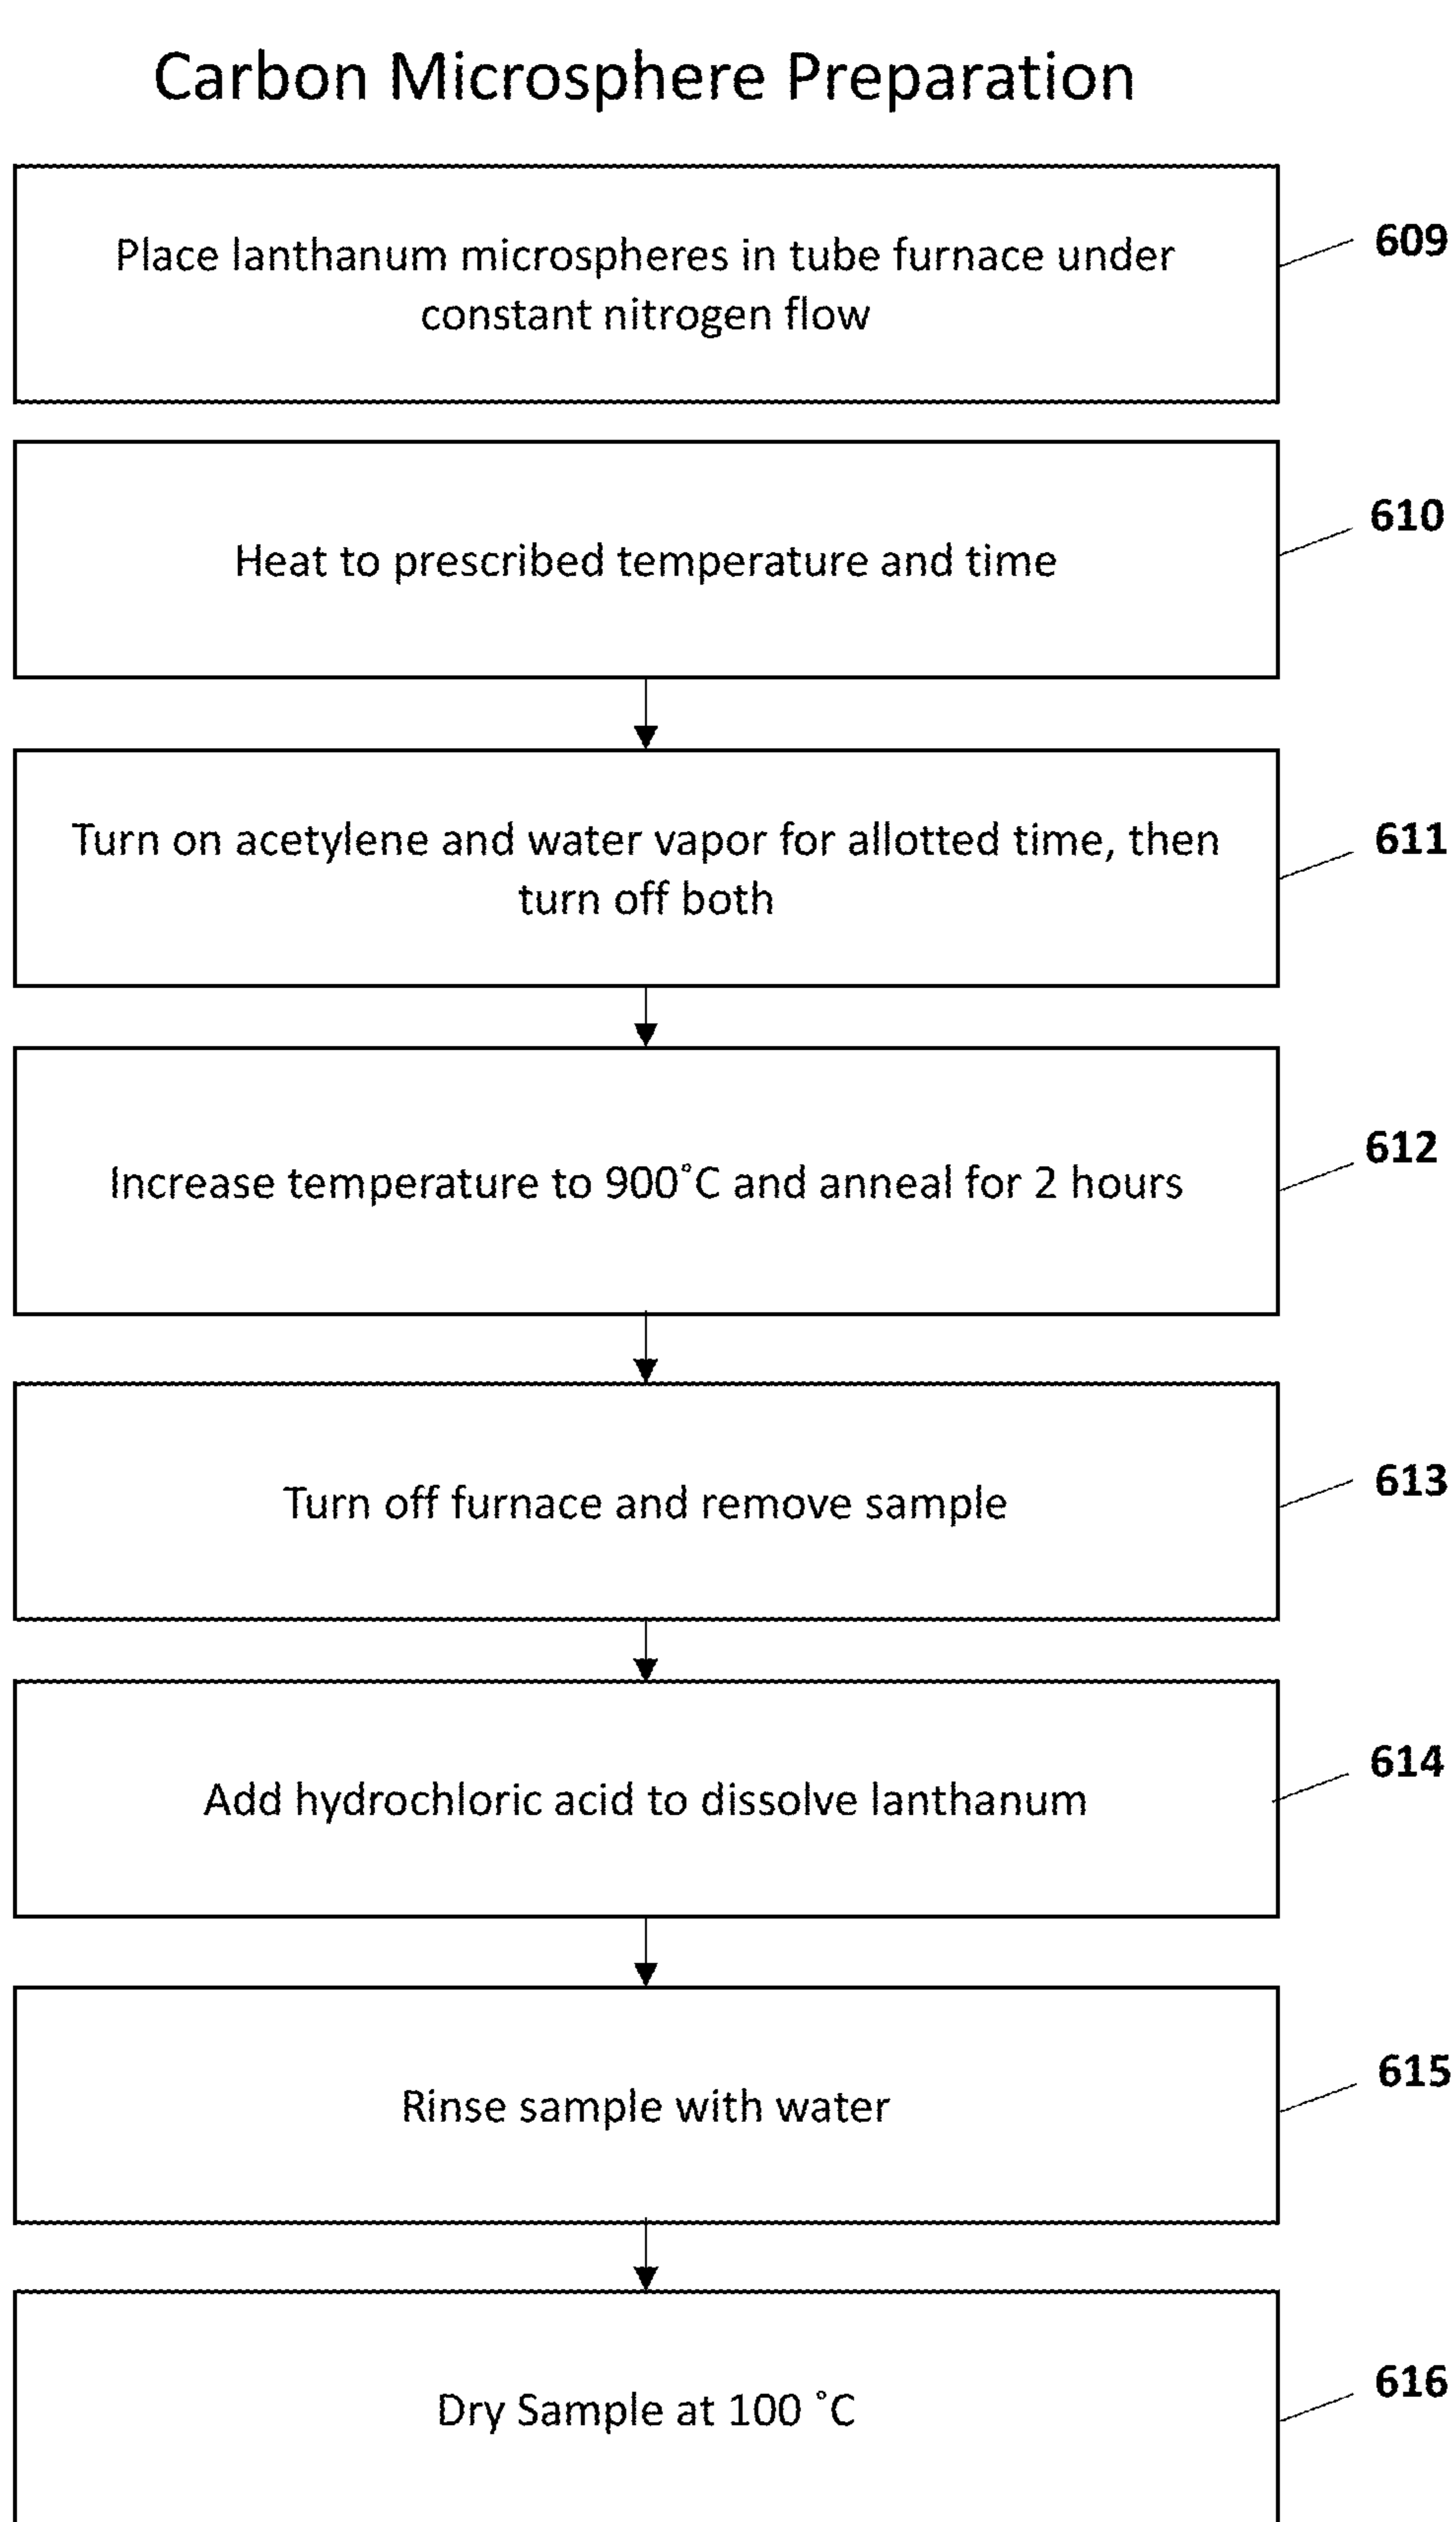 Carbon Microsphere Preparation
Place lanthanum microspheres in tube furnace under
constant nitrogen flow
609
Heat to prescribed temperature and time
610
Turn on acetylene and water vapor for allotted time, then
turn off both
611
Increase temperature to 900˚C and anneal for 2 hours
612
Turn off furnace and remove sample
613
Add hydrochloric acid to dissolve lanthanum
614
Rinse sample with water
615
Dry Sample at 100 ˚C
616